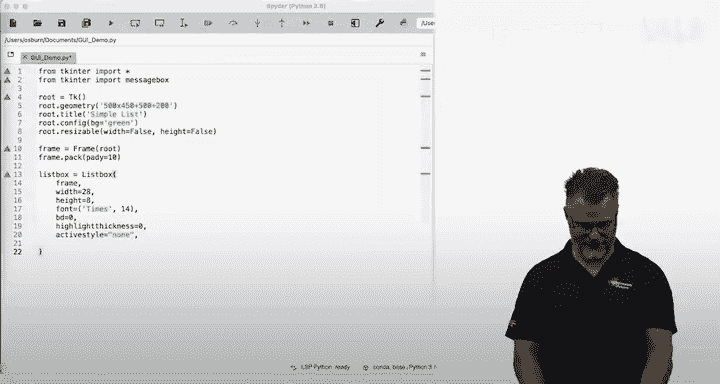 Spyder (Python 3.8)
/Users/osburn/Documents/GUI_Demo.py
GUI_Demo.py*
1 from tkinter import *
2 from tkinter import messagebox
3
4 root = Tk()
5 root.geometry('500x450+500+200')
6 root.title('Simple List')
7 root.config(bg='green')
8 root.resizable(width=False, height=False)
9
10 frame = Frame(root)
11 frame.pack(pady=10)
12
13 listbox = Listbox(
14 frame,
15 width=28,
16 height=8,
17 font=('Times', 14),
18 bd=0,
19 highlightthickness=0,
20 activestyle="none",
21
22 )
LSP Python: ready
conda: base (Python 3